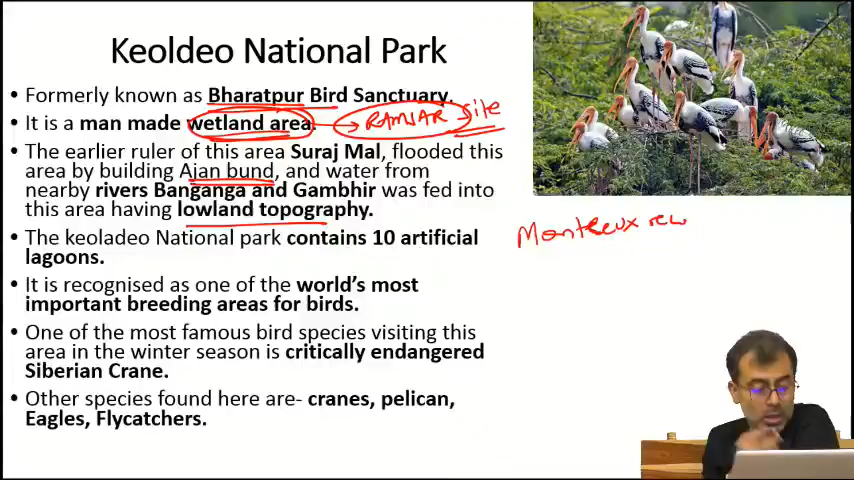 Keoldeo National Park
• Formerly known as Bharatpur Bird Sanctuary.
• It is a man made wetland area. → RAMSAR site
• The earlier ruler of this area Suraj Mal, flooded this
area by building Ajan bund, and water from
nearby rivers Banganga and Gambhir was fed into
this area having lowland topography.
• The keoladeo National park contains 10 artificial
lagoons.
• It is recognised as one of the world's most
important breeding areas for birds.
• One of the most famous bird species visiting this
area in the winter season is critically endangered
Siberian Crane.
• Other species found here are- cranes, pelican,
Eagles, Flycatchers.
Montreux rec